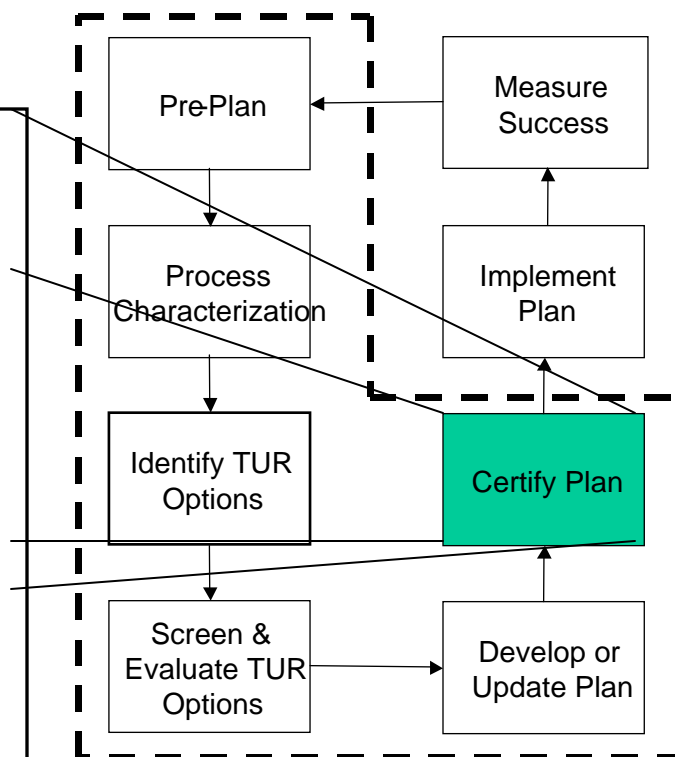 Pre-Plan
Measure
Success
Process
Characterization
Implement
Plan
Identify TUR
Options
Certify Plan
Screen &
Evaluate TUR
Options
Develop or
Update Plan